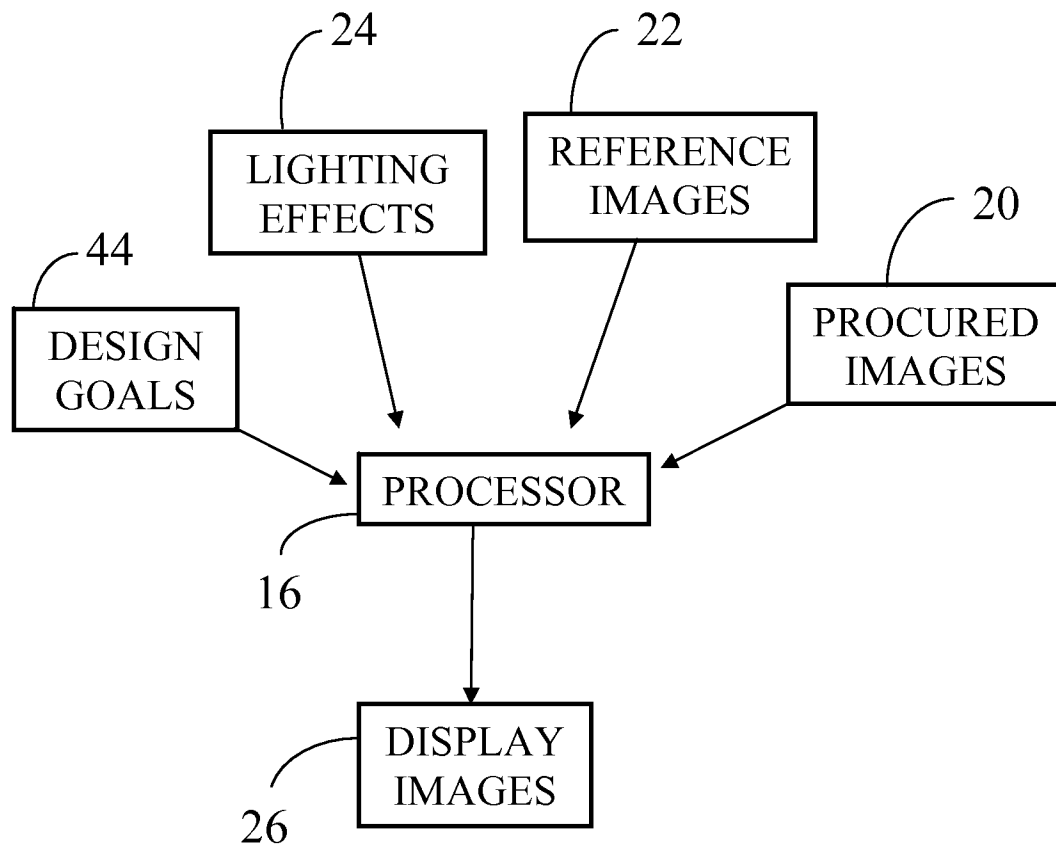 24
22
LIGHTING
EFFECTS
REFERENCE
IMAGES
20
44
DESIGN
GOALS
PROCURED
IMAGES
PROCESSOR
16
DISPLAY
IMAGES
26